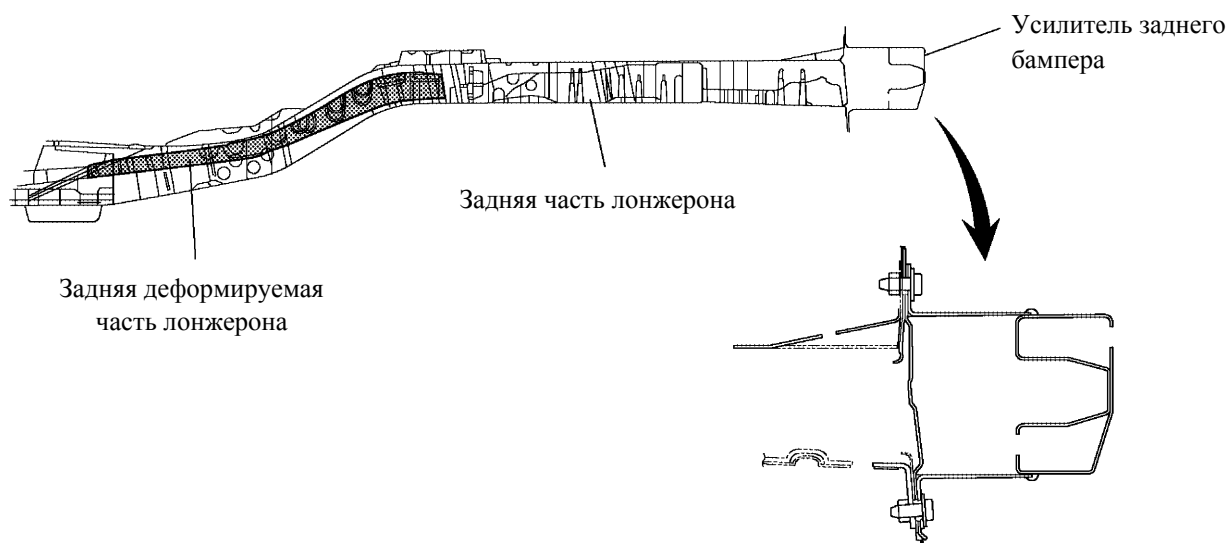 Усилитель заднего
бампера
Задняя часть лонжерона
Задняя деформируемая
часть лонжерона